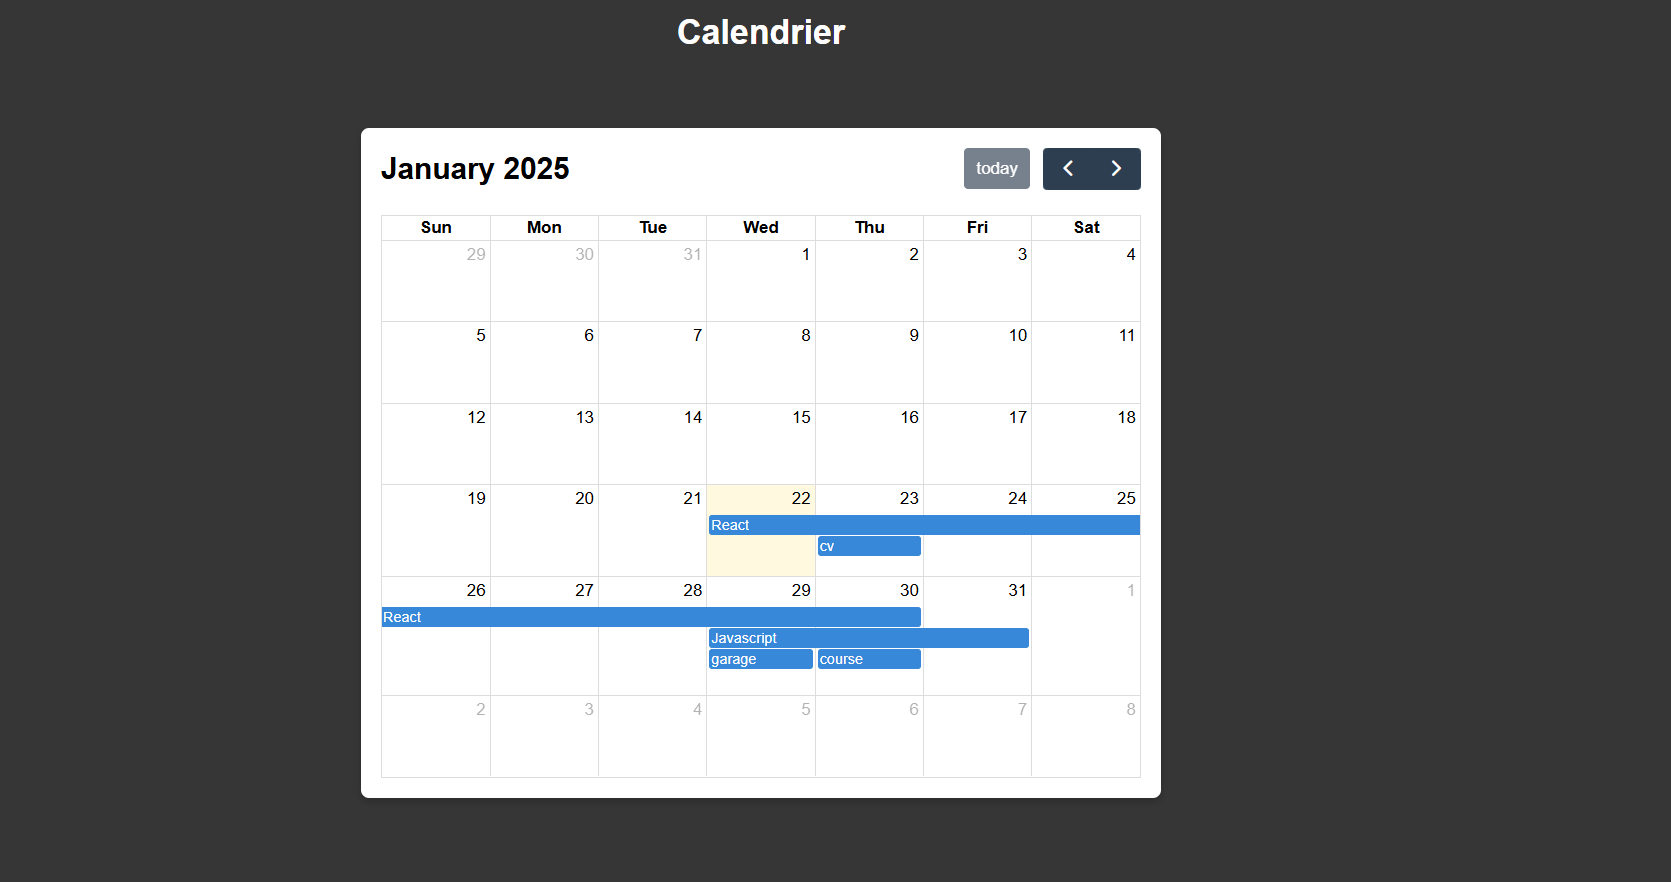 Calendrier
January 2025
today
Sun Mon Tue Wed Thu Fri Sat
29 30 31 1 2 3 4
5 6 7 8 9 10 11
12 13 14 15 16 17 18
19 20 21 22 23 24 25
React
cv
26 27 28 29 30 31 1
React
Javascript
garage course
2 3 4 5 6 7 8